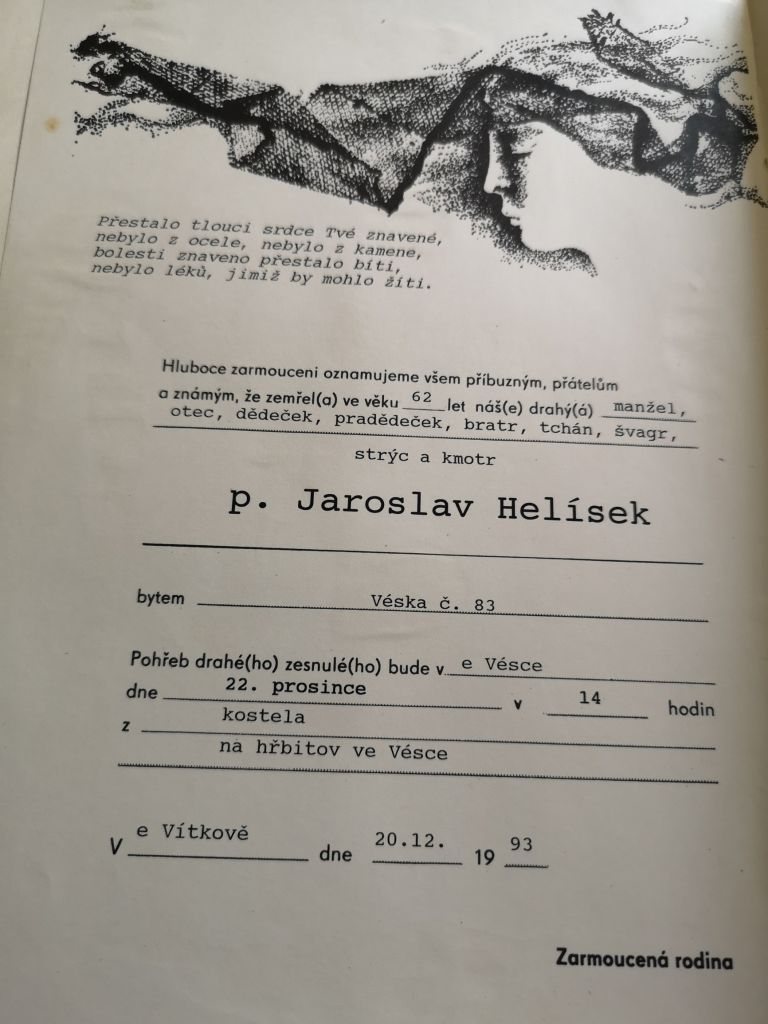 Přestalo tlouci srdce Tvé znavené,
nebylo z ocele, nebylo z kamene,
bolesti znaveno přestalo bíti,
nebylo léků, jimiž by mohlo žíti.
Hluboce zarmouceni oznamujeme všem příbuzným, přátelům
a známým, že zemřel(a) ve věku 62 let náš(e) drahý(á) manžel,
otec, dědeček, pradědeček, bratr, tchán, švagr,
strýc a kmotr
p. Jaroslav Helísek
bytem Véska č. 83
Pohřeb drahé(ho) zesnulé(ho) bude v e Vésce
dne 22. prosince v 14 hodin
z kostela
na hřbitov ve Vésce
V e Vítkově dne 20.12. 19 93
Zarmoucená rodina